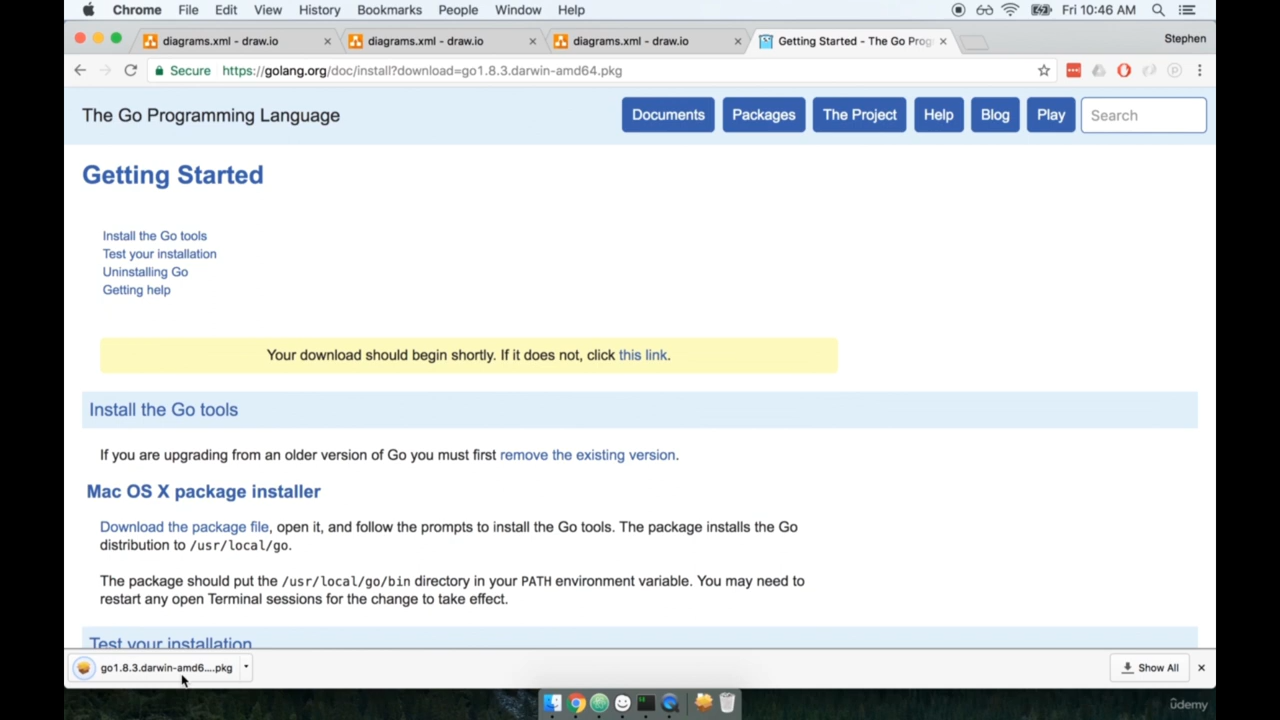 Chrome File Edit View History Bookmarks People Window Help Fri 10:46 AM
diagrams.xml - draw.io diagrams.xml - draw.io diagrams.xml - draw.io Getting Started - The Go Prog Stephen
Secure https://golang.org/doc/install?download=go1.8.3.darwin-amd64.pkg
The Go Programming Language Documents Packages The Project Help Blog Play Search
Getting Started
Install the Go tools
Test your installation
Uninstalling Go
Getting help
Your download should begin shortly. If it does not, click this link.
Install the Go tools
If you are upgrading from an older version of Go you must first remove the existing version.
Mac OS X package installer
Download the package file, open it, and follow the prompts to install the Go tools. The package installs the Go
distribution to /usr/local/go.
The package should put the /usr/local/go/bin directory in your PATH environment variable. You may need to
restart any open Terminal sessions for the change to take effect.
Test your installation
go1.8.3.darwin-amd6....pkg Show All
ûdemy